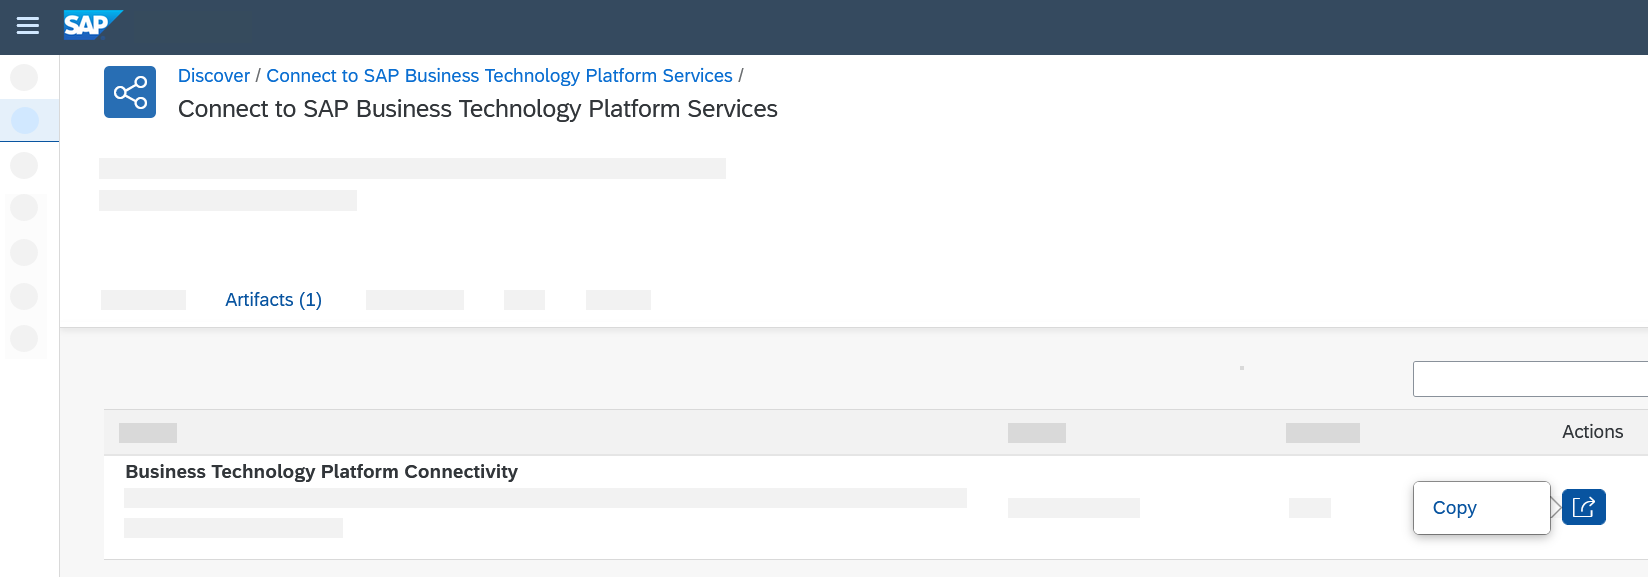 SAP
Discover / Connect to SAP Business Technology Platform Services /
Connect to SAP Business Technology Platform Services
Artifacts (1)
Actions
Business Technology Platform Connectivity
Copy